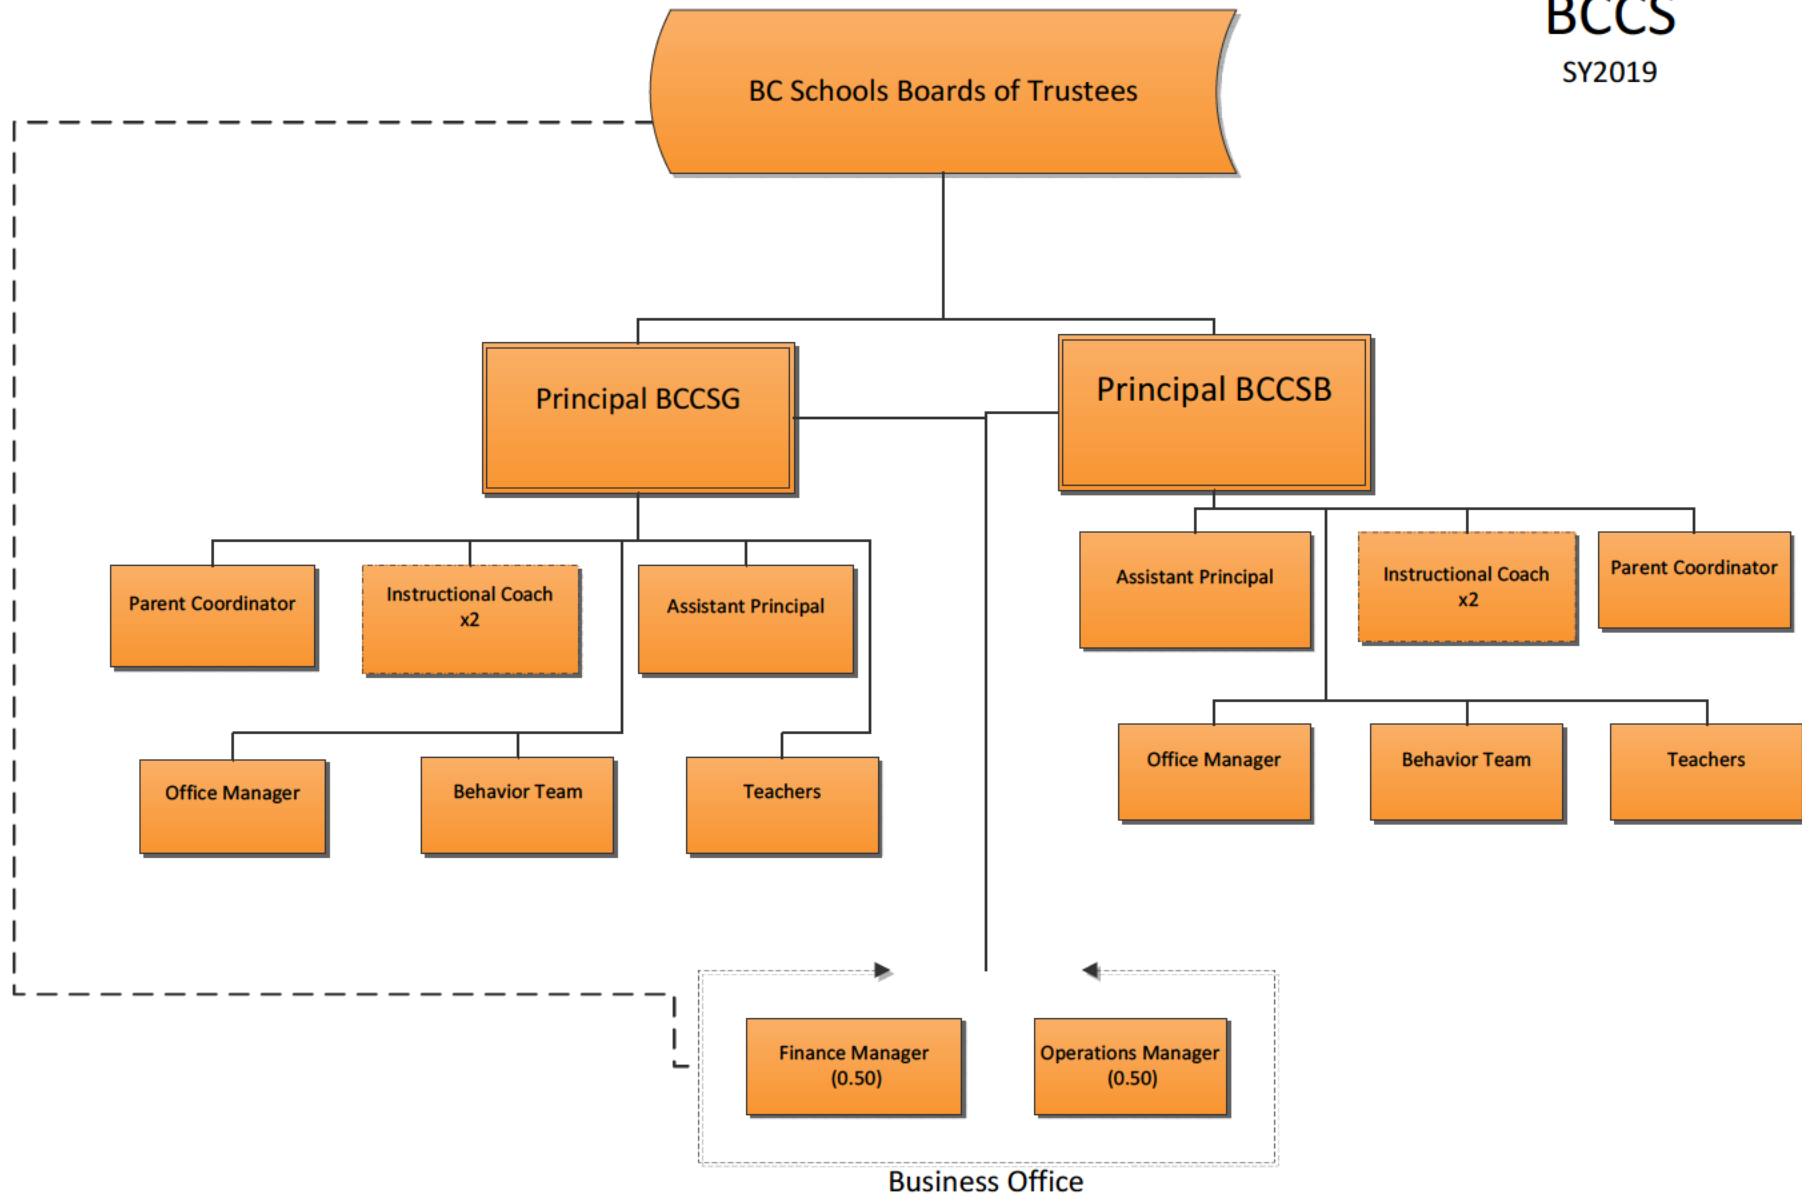 BCCS
SY2019
BC Schools Boards of Trustees
Principal BCCSG
Principal BCCSB
Parent Coordinator
Instructional Coach
x2
Assistant Principal
Assistant Principal
Instructional Coach
x2
Parent Coordinator
Office Manager
Behavior Team
Teachers
Office Manager
Behavior Team
Teachers
Finance Manager
(0.50)
Operations Manager
(0.50)
Business Office